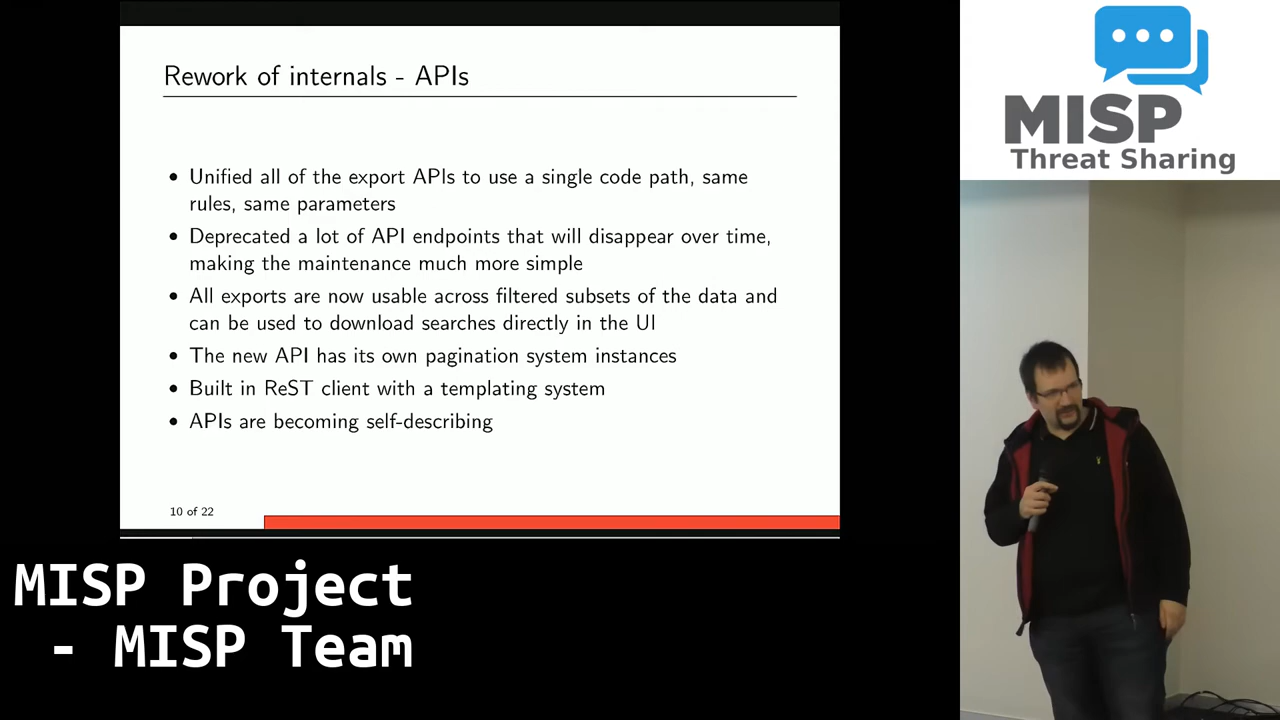 Rework of internals - APIs
• Unified all of the export APIs to use a single code path, same
rules, same parameters
• Deprecated a lot of API endpoints that will disappear over time,
making the maintenance much more simple
• All exports are now usable across filtered subsets of the data and
can be used to download searches directly in the UI
• The new API has its own pagination system instances
• Built in ReST client with a templating system
• APIs are becoming self-describing
10 of 22
MISP
Threat Sharing
MISP Project
- MISP Team